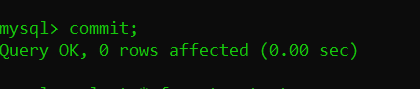 mysql> commit;
Query OK, 0 rows affected (0.00 sec)